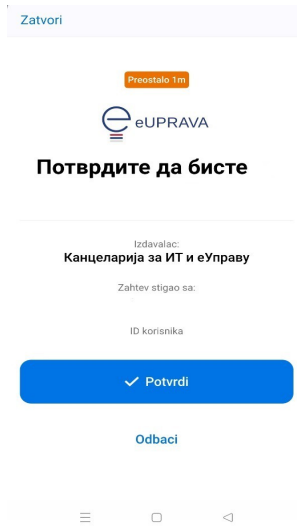 Zatvori
Preostalo 1m
eUPRAVA
Потврдите да бисте
Izdavalac:
Канцеларија за ИТ и еУправу
Zahtev stigao sa:
ID korisnika
Potvrdi
Odbaci